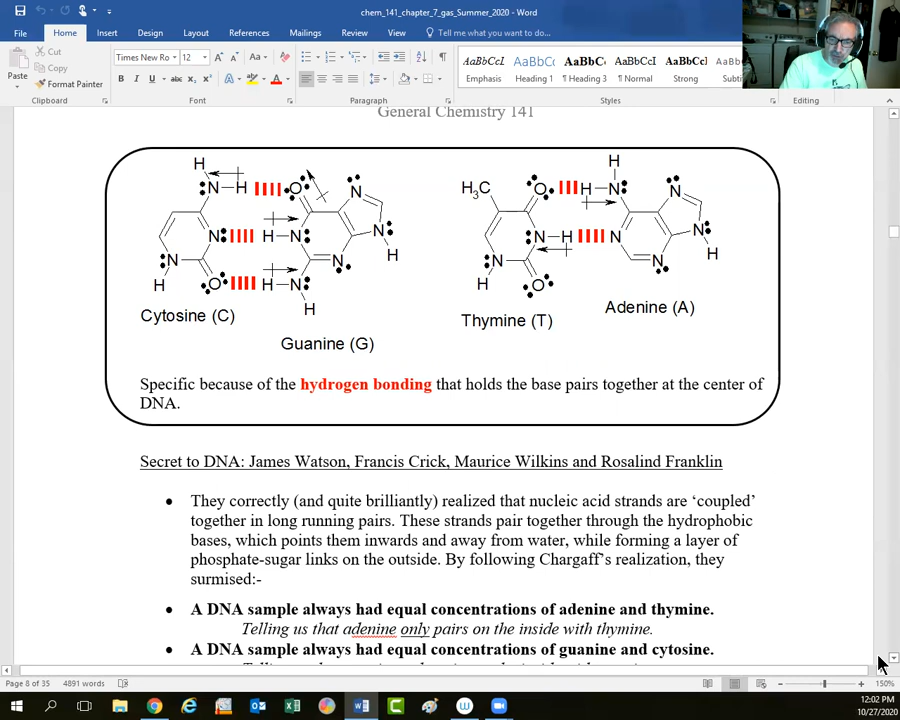 chem_141_chapter_7_gas_Summer_2020 - Word
File Home Insert Design Layout References Mailings Review View Tell me what you want to do...
Cut
Copy
Format Painter
Paste
Clipboard
Times New Ro 12
Font
Paragraph
AaBbCcI AaBbCc AaBbC AaBbCcI AaBbCcI
Emphasis Heading 1 ¶ Heading 3 ¶ Normal Strong Subti
Styles
Editing
General Chemistry 141
H
N H O N
N H N N H
N O H N
H H
Cytosine (C)
Guanine (G)
H
H3C O H N N
N H N N
N O N H
H
Thymine (T)
Adenine (A)
Specific because of the hydrogen bonding that holds the base pairs together at the center of
DNA.
Secret to DNA: James Watson, Francis Crick, Maurice Wilkins and Rosalind Franklin
• They correctly (and quite brilliantly) realized that nucleic acid strands are ‘coupled’
together in long running pairs. These strands pair together through the hydrophobic
bases, which points them inwards and away from water, while forming a layer of
phosphate-sugar links on the outside. By following Chargaff’s realization, they
surmised:-
• A DNA sample always had equal concentrations of adenine and thymine.
Telling us that adenine only pairs on the inside with thymine.
• A DNA sample always had equal concentrations of guanine and cytosine.
Page 8 of 35 4891 words
150%
12:02 PM
10/27/2020